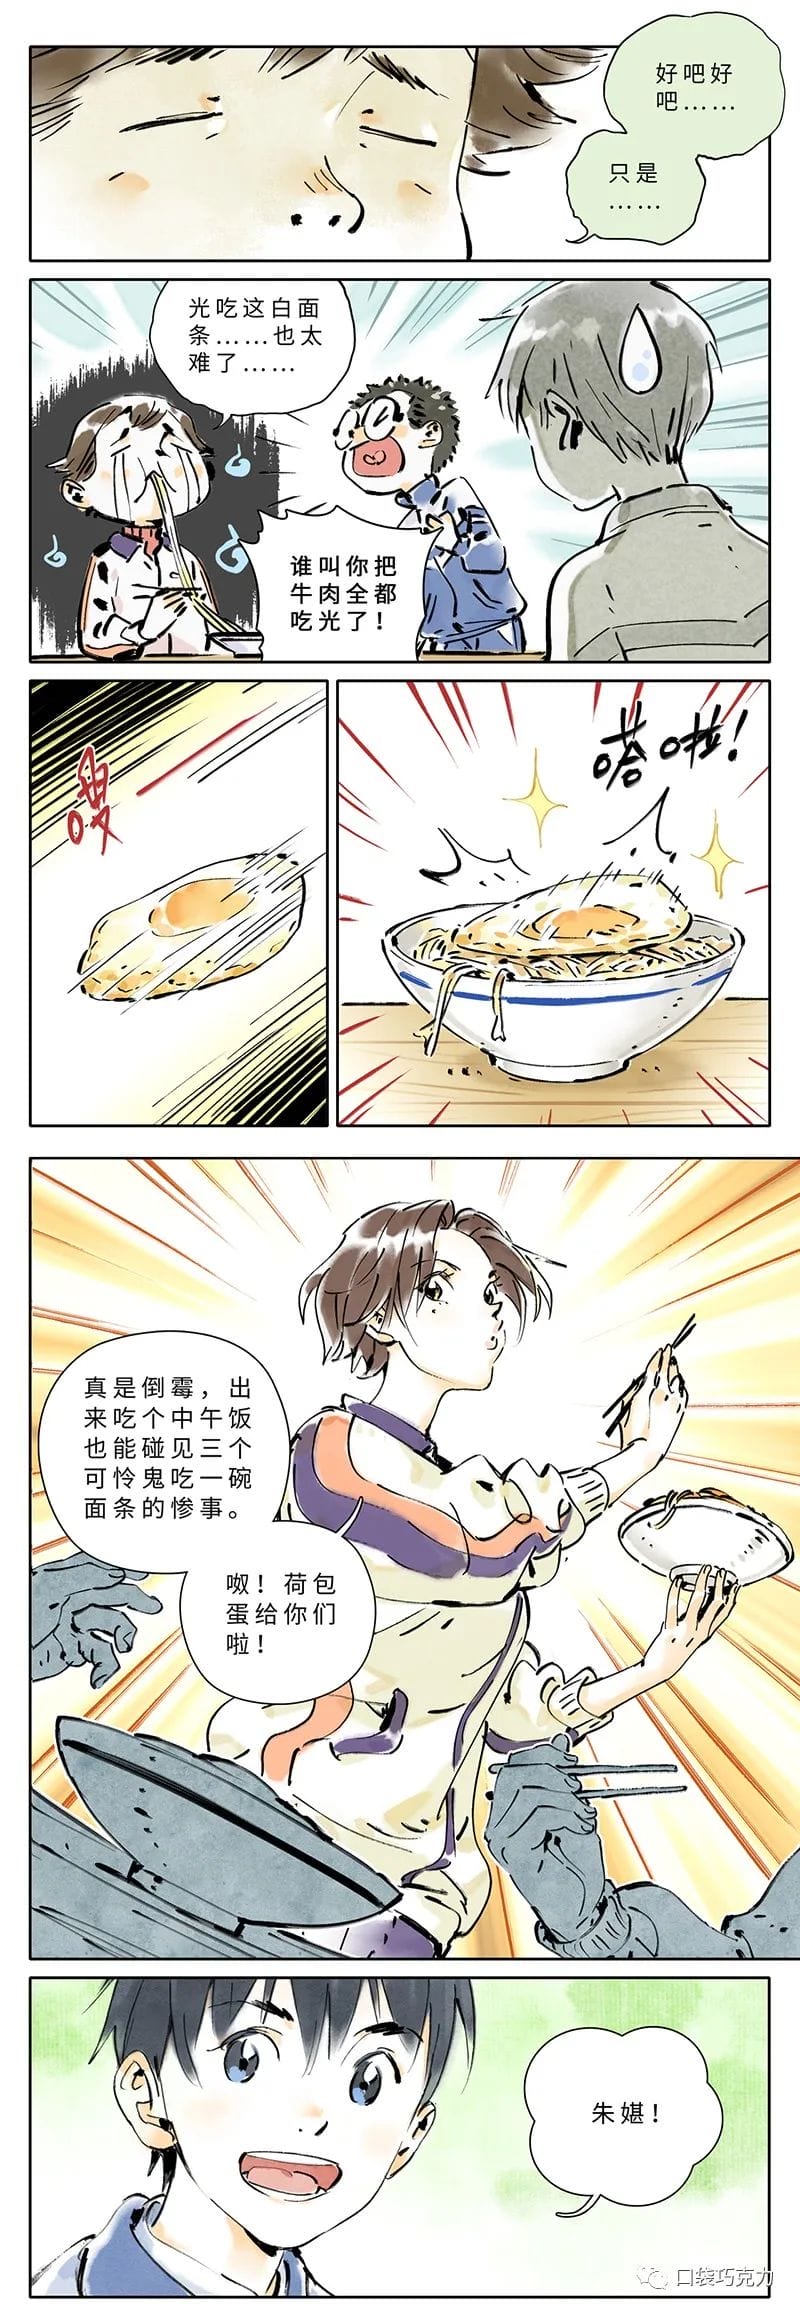 好吧好
吧……
只是
……
光吃这白面
条……也太
难了……
谁叫你把
牛肉全都
吃光了！
嗖
嗒啦！
真是倒霉，出
来吃个中午饭
也能碰见三个
可怜鬼吃一碗
面条的惨事。
呶！荷包
蛋给你们
啦！
朱媅！
口袋巧克力